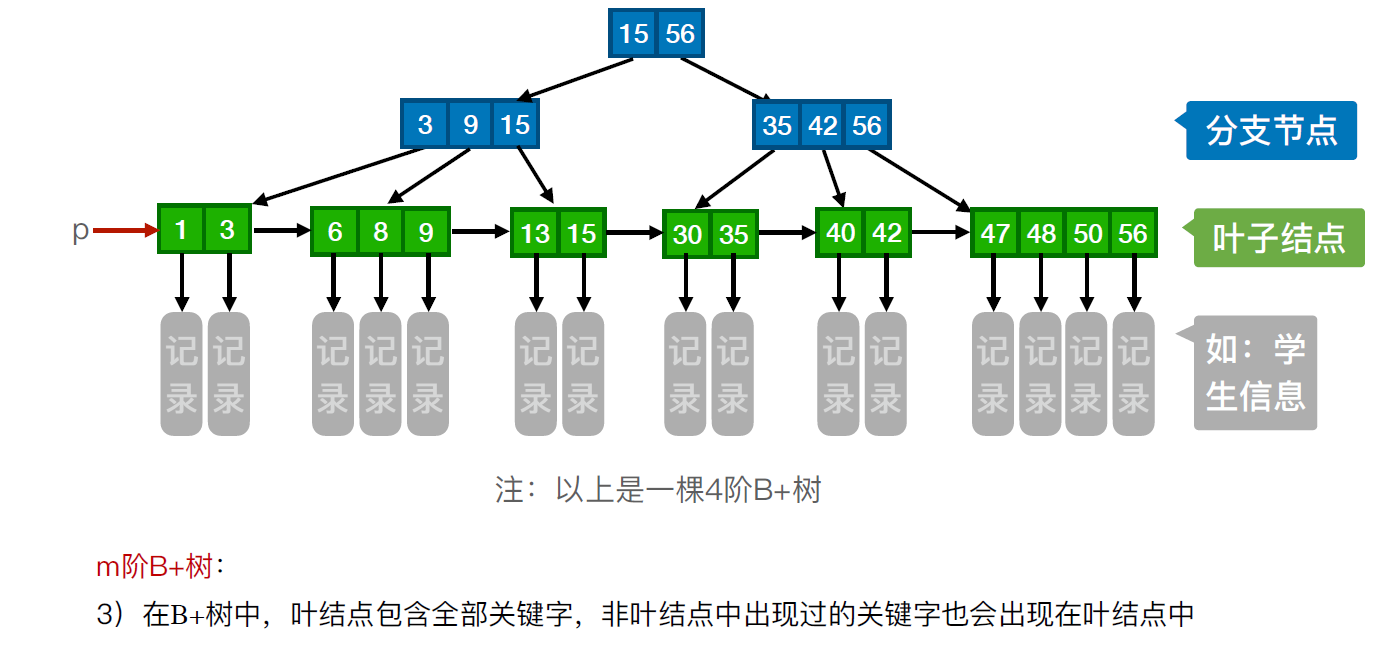 15 56
3 9 15 35 42 56 分支节点
p 1 3 6 8 9 13 15 30 35 40 42 47 48 50 56 叶子结点
记录 记录 记录 记录 记录 记录 记录 记录 记录 记录 记录 记录 记录 记录 记录
如：学
生信息
注：以上是一棵4阶B+树
m阶B+树：
3）在B+树中，叶结点包含全部关键字，非叶结点中出现过的关键字也会出现在叶结点中